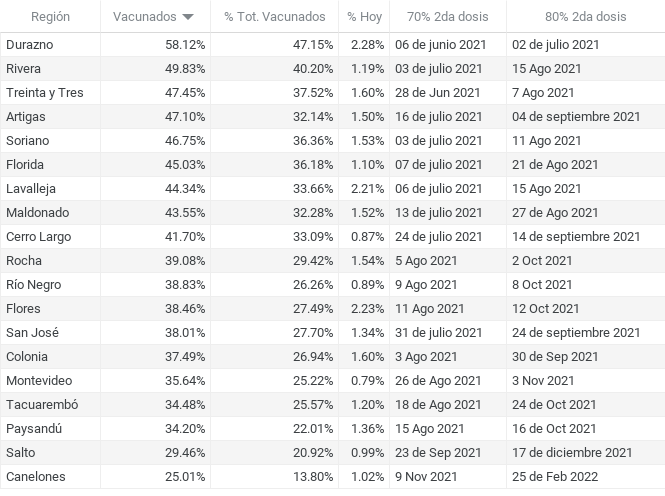 Región Vacunados % Tot. Vacunados % Hoy 70% 2da dosis 80% 2da dosis
Durazno 58.12% 47.15% 2.28% 06 de junio 2021 02 de julio 2021
Rivera 49.83% 40.20% 1.19% 03 de julio 2021 15 Ago 2021
Treinta y Tres 47.45% 37.52% 1.60% 28 de Jun 2021 7 Ago 2021
Artigas 47.10% 32.14% 1.50% 16 de julio 2021 04 de septiembre 2021
Soriano 46.75% 36.36% 1.53% 03 de julio 2021 11 Ago 2021
Florida 45.03% 36.18% 1.10% 07 de julio 2021 21 de Ago 2021
Lavalleja 44.34% 33.66% 2.21% 06 de julio 2021 15 Ago 2021
Maldonado 43.55% 32.28% 1.52% 13 de julio 2021 27 de Ago 2021
Cerro Largo 41.70% 33.09% 0.87% 24 de julio 2021 14 de septiembre 2021
Rocha 39.08% 29.42% 1.54% 5 Ago 2021 2 Oct 2021
Río Negro 38.83% 26.26% 0.89% 9 Ago 2021 8 Oct 2021
Flores 38.46% 27.49% 2.23% 11 Ago 2021 12 Oct 2021
San José 38.01% 27.70% 1.34% 31 de julio 2021 24 de septiembre 2021
Colonia 37.49% 26.94% 1.60% 3 Ago 2021 30 de Sep 2021
Montevideo 35.64% 25.22% 0.79% 26 de Ago 2021 3 Nov 2021
Tacuarembó 34.48% 25.57% 1.20% 18 de Ago 2021 24 de Oct 2021
Paysandú 34.20% 22.01% 1.36% 15 Ago 2021 16 de Oct 2021
Salto 29.46% 20.92% 0.99% 23 de Sep 2021 17 de diciembre 2021
Canelones 25.01% 13.80% 1.02% 9 Nov 2021 25 de Feb 2022